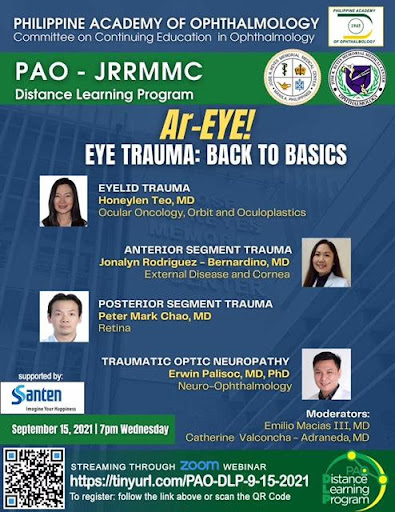 PHILIPPINE ACADEMY OF OPHTHALMOLOGY
Committee on Continuing Education in Ophthalmology
PHILIPPINE ACADEMY
1945
OF OPHTHALMOLOGY
PAO - JRRMMC
Distance Learning Program
Ar-EYE!
EYE TRAUMA: BACK TO BASICS
EYELID TRAUMA
Honeylen Teo, MD
Ocular Oncology, Orbit and Oculoplastics
ANTERIOR SEGMENT TRAUMA
Jonalyn Rodriguez - Bernardino, MD
External Disease and Cornea
POSTERIOR SEGMENT TRAUMA
Peter Mark Chao, MD
Retina
TRAUMATIC OPTIC NEUROPATHY
Erwin Palisoc, MD, PhD
Neuro-Ophthalmology
supported by:
Santen
Imagine Your Happiness
Moderators:
Emilio Macias III, MD
Catherine Valconcha - Adraneda, MD
September 15, 2021 | 7pm Wednesday
STREAMING THROUGH zoom WEBINAR
https://tinyurl.com/PAO-DLP-9-15-2021
To register: follow the link above or scan the QR Code
PAO
Distance
Learning
Program